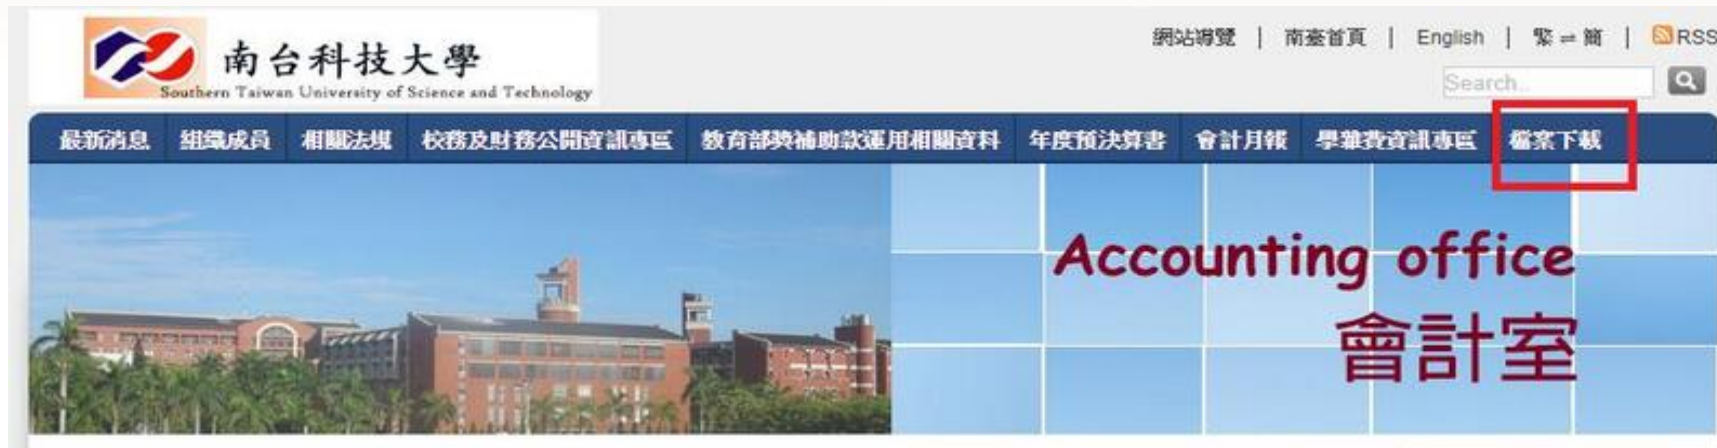 南台科技大學
Southern Taiwan University of Science and Technology
網站導覽 | 南臺首頁 | English | 繁 ⇌ 簡 | RSS
Search...
最新消息 組織成員 相關法規 校務及財務公開資訊專區 教育部獎補助款運用相關資料 年度預決算書 會計月報 學雜費資訊專區 檔案下載
Accounting office
會計室